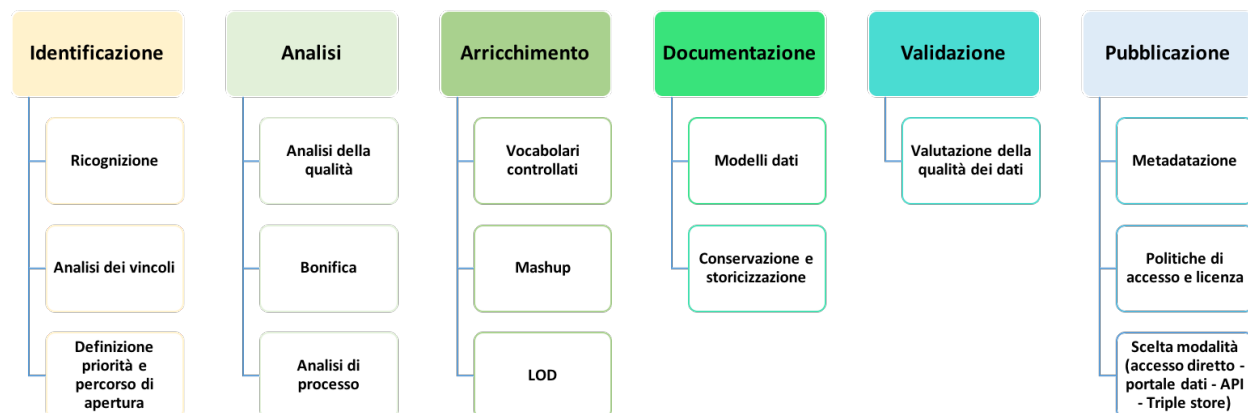 Identificazione
Ricognizione
Analisi dei vincoli
Definizione
priorità e
percorso di
apertura
Analisi
Analisi della
qualità
Bonifica
Analisi di
processo
Arricchimento
Vocabolari
controllati
Mashup
LOD
Documentazione
Modelli dati
Conservazione e
storicizzazione
Validazione
Valutazione della
qualità dei dati
Pubblicazione
Metadatazione
Politiche di
accesso e licenza
Scelta modalità
(accesso diretto -
portale dati - API
- Triple store)